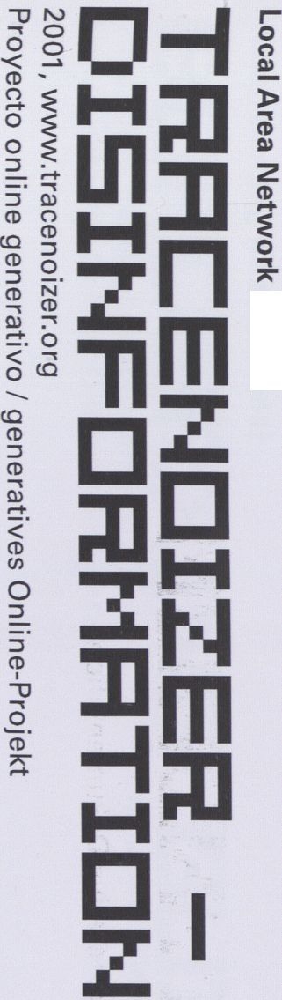 Local Area Network
TRACENOIZER –
DISINFORMATION
2001, www.tracenoizer.org
Proyecto online generativo / generatives Online-Projekt